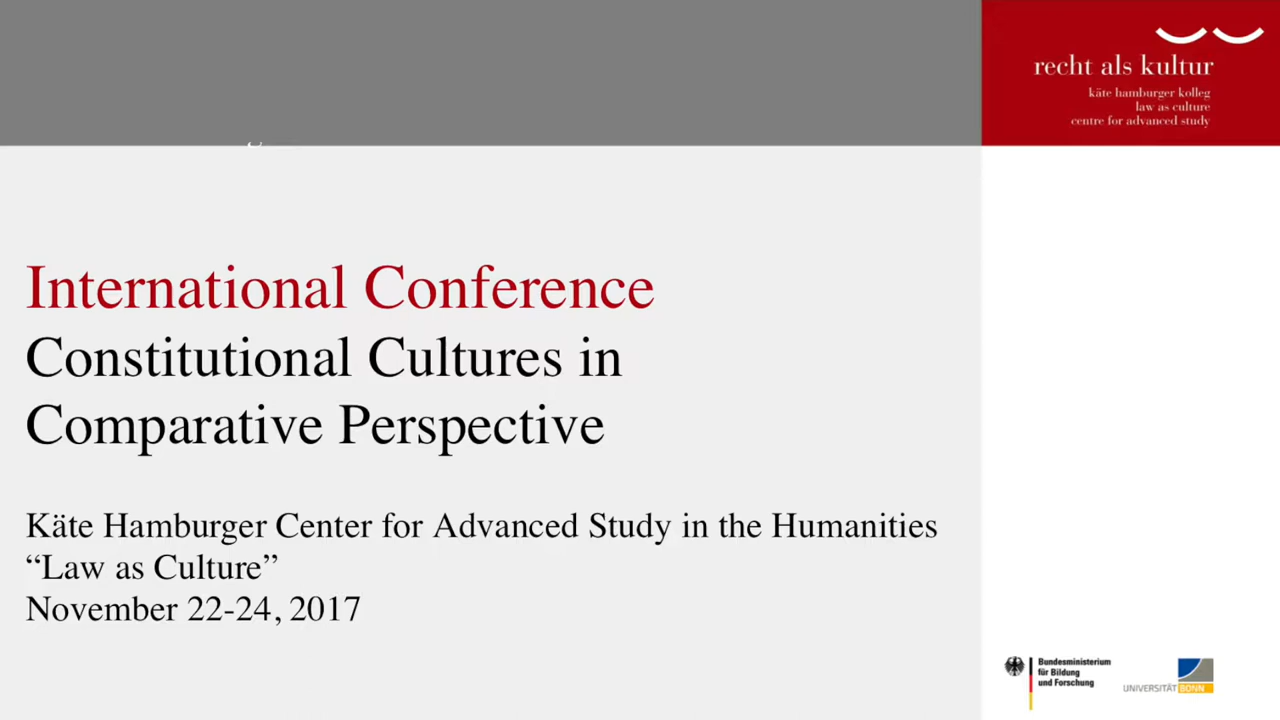 recht als kultur
käte hamburger kolleg
law as culture
centre for advanced study
International Conference
Constitutional Cultures in
Comparative Perspective
Käte Hamburger Center for Advanced Study in the Humanities
“Law as Culture”
November 22-24, 2017
Bundesministerium
für Bildung
und Forschung
UNIVERSITÄT BONN